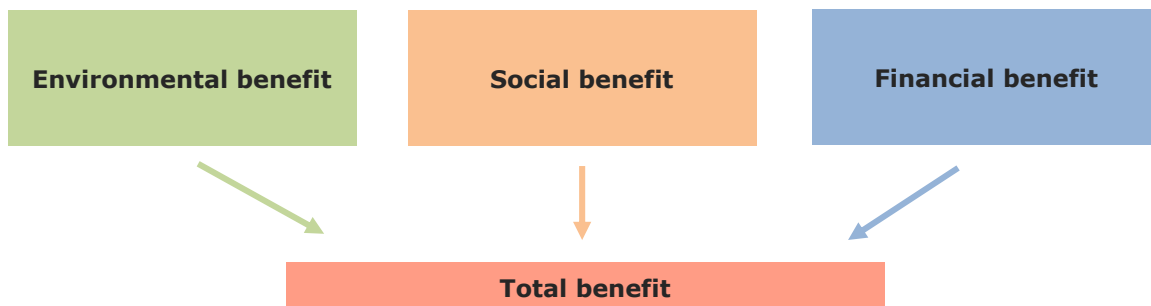 Environmental benefit
Social benefit
Financial benefit
Total benefit